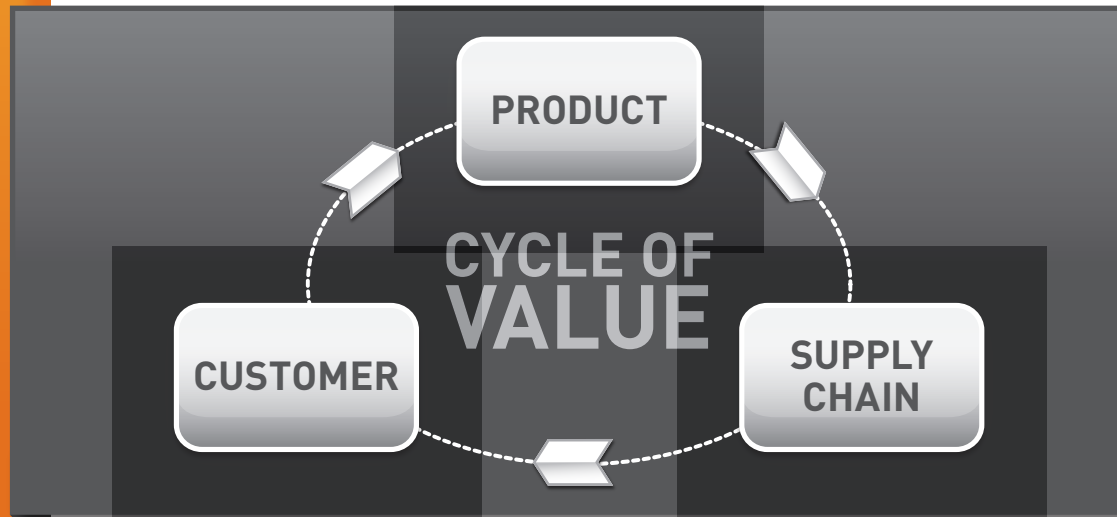 PRODUCT
CYCLE OF
VALUE
CUSTOMER
SUPPLY
CHAIN